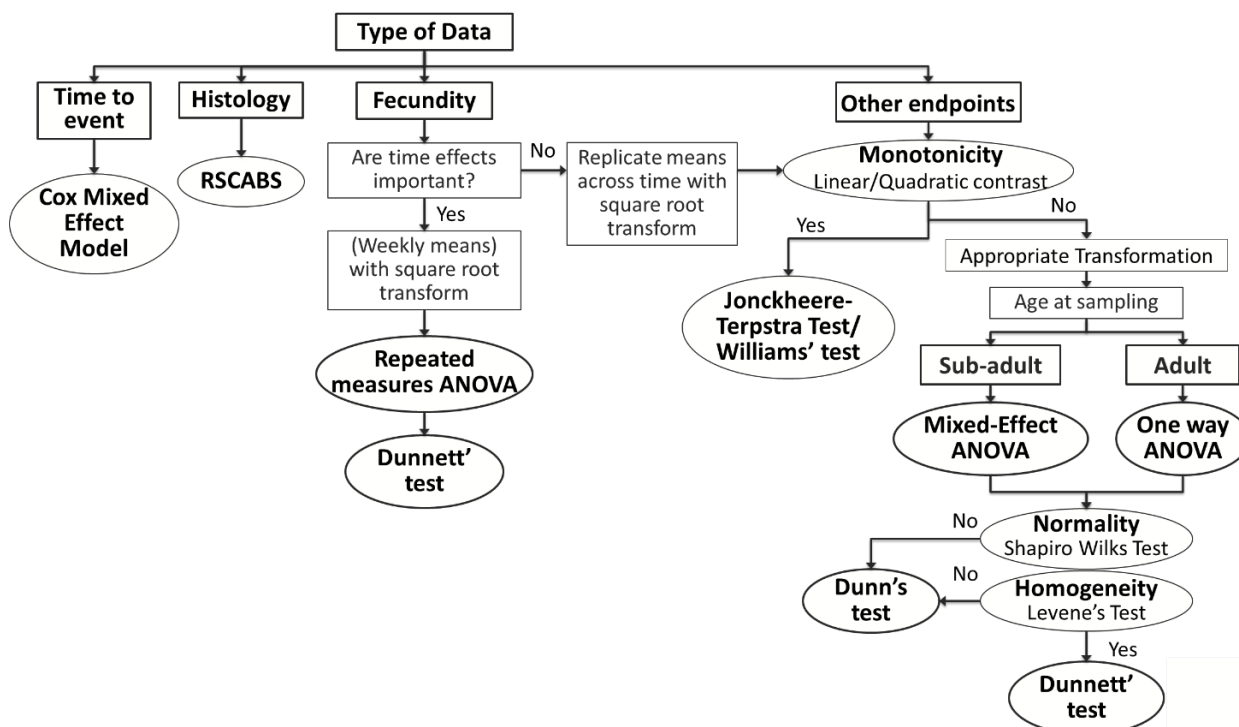 Type of Data
Time to
event
Histology
Fecundity
Other endpoints
Cox Mixed
Effect
Model
RSCABS
Are time effects
important?
No
Replicate means
across time with
square root
transform
Monotonicity
Linear/Quadratic contrast
Yes
(Weekly means)
with square root
transform
Yes
No
Jonckheere-
Terpstra Test/
Williams’ test
Appropriate Transformation
Age at sampling
Repeated
measures ANOVA
Sub-adult
Adult
Dunnett’
test
Mixed-Effect
ANOVA
One way
ANOVA
No
Normality
Shapiro Wilks Test
Dunn’s
test
No
Homogeneity
Levene’s Test
Yes
Dunnett’
test